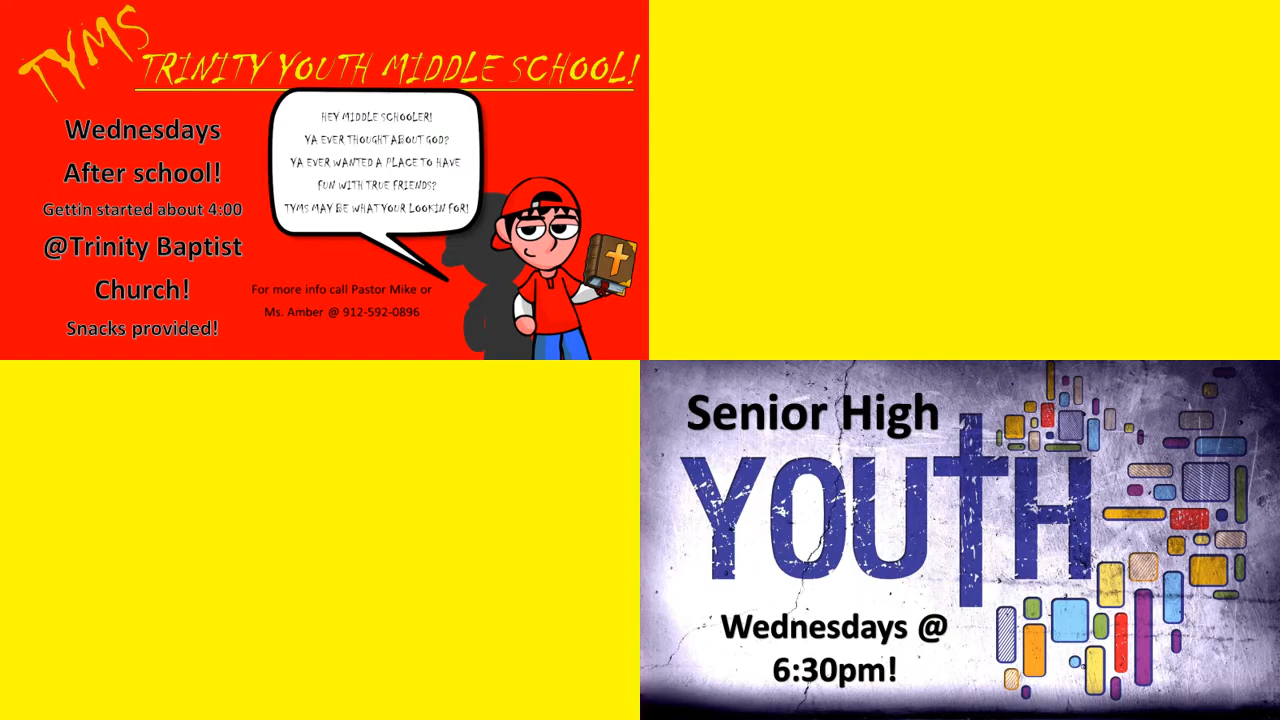 TYMS
TRINITY YOUTH MIDDLE SCHOOL!
Wednesdays
After school!
Gettin started about 4:00
@Trinity Baptist
Church!
Snacks provided!
HEY MIDDLE SCHOOLER!
YA EVER THOUGHT ABOUT GOD?
YA EVER WANTED A PLACE TO HAVE
FUN WITH TRUE FRIENDS?
TYMS MAY BE WHAT YOUR LOOKIN FOR!
For more info call Pastor Mike or
Ms. Amber @ 912-592-0896
Senior High
YOUTH
Wednesdays @
6:30pm!